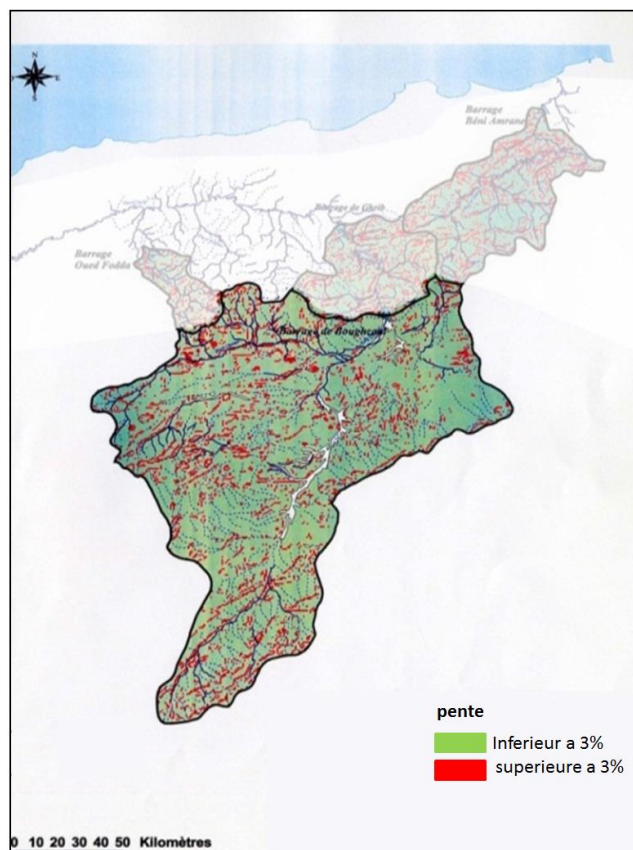 N
E
S
Barrage
Béni Amrane
Barrage de Ghrib
Barrage
Oued Fodda
Barrage de Boughzoul
pente
Inferieur a 3%
superieure a 3%
0 10 20 30 40 50 Kilomètres